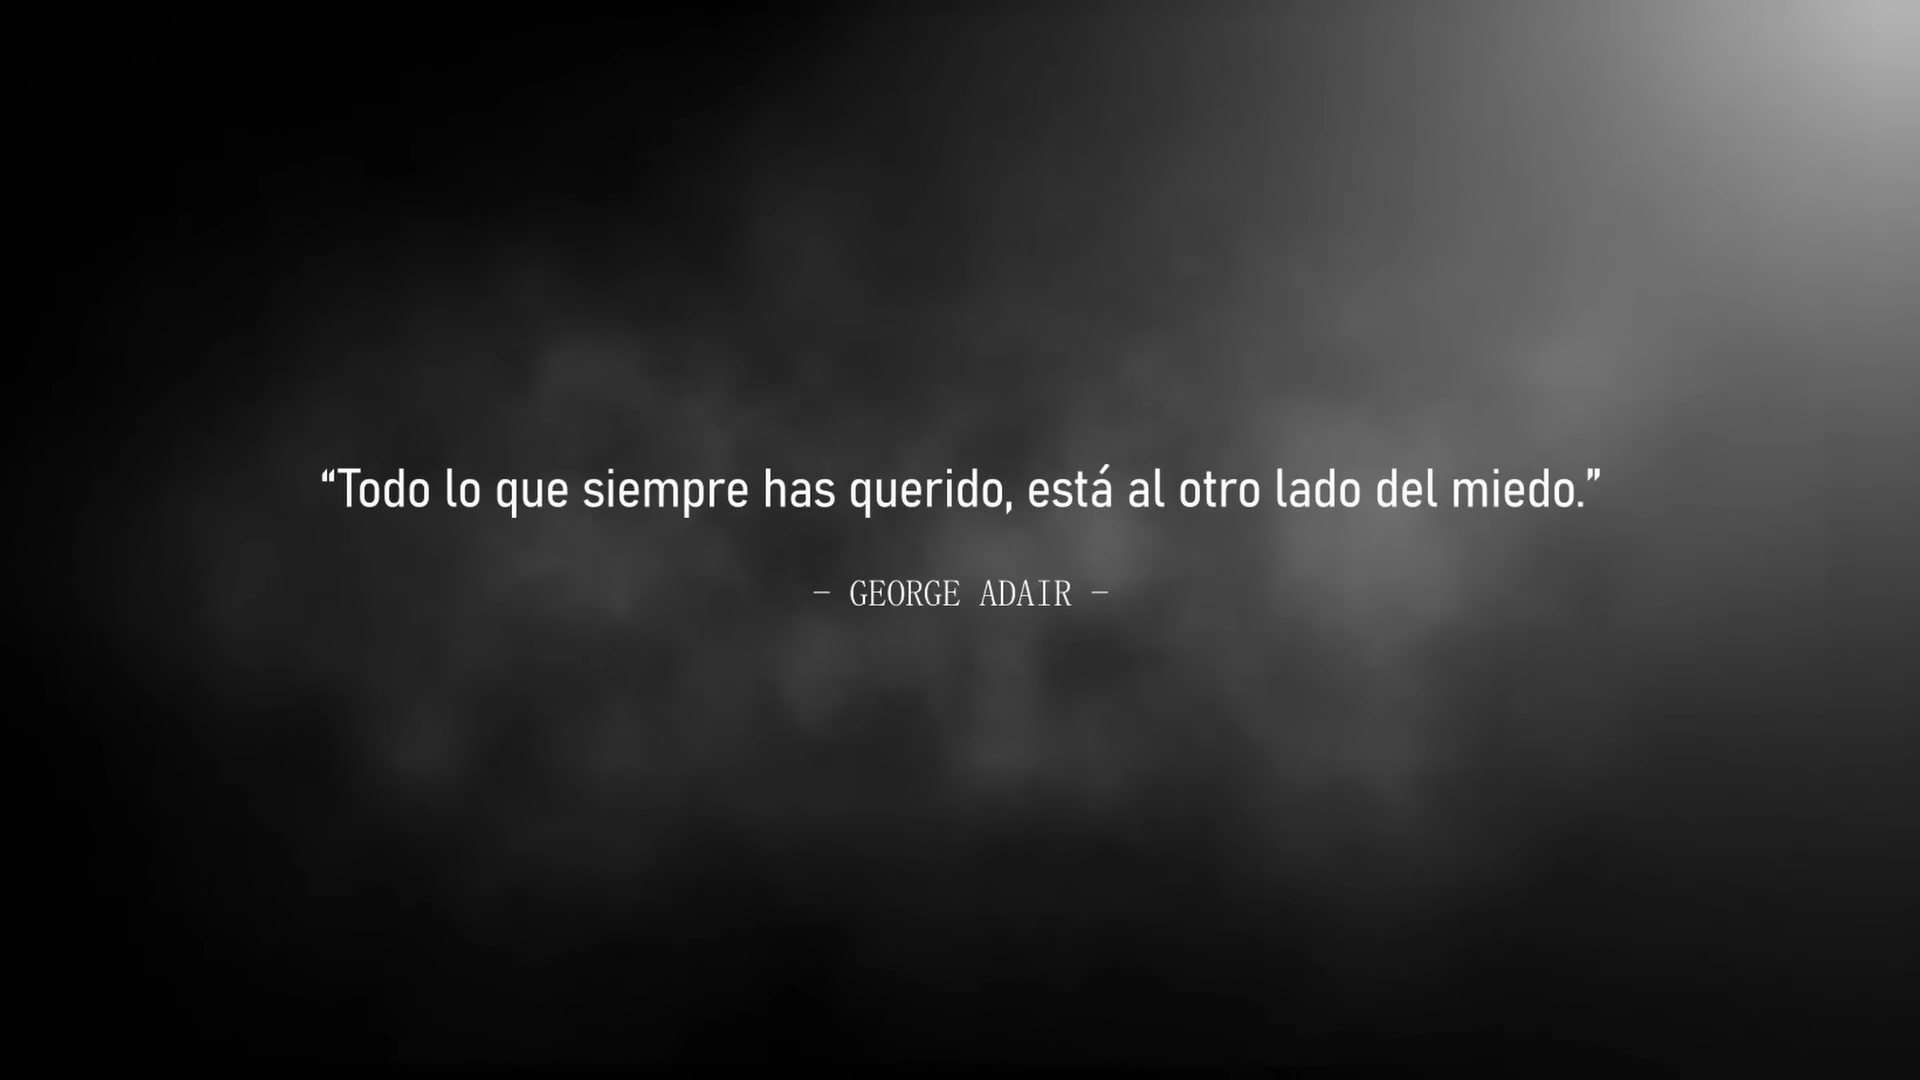 “Todo lo que siempre has querido, está al otro lado del miedo.”
– GEORGE ADAIR –